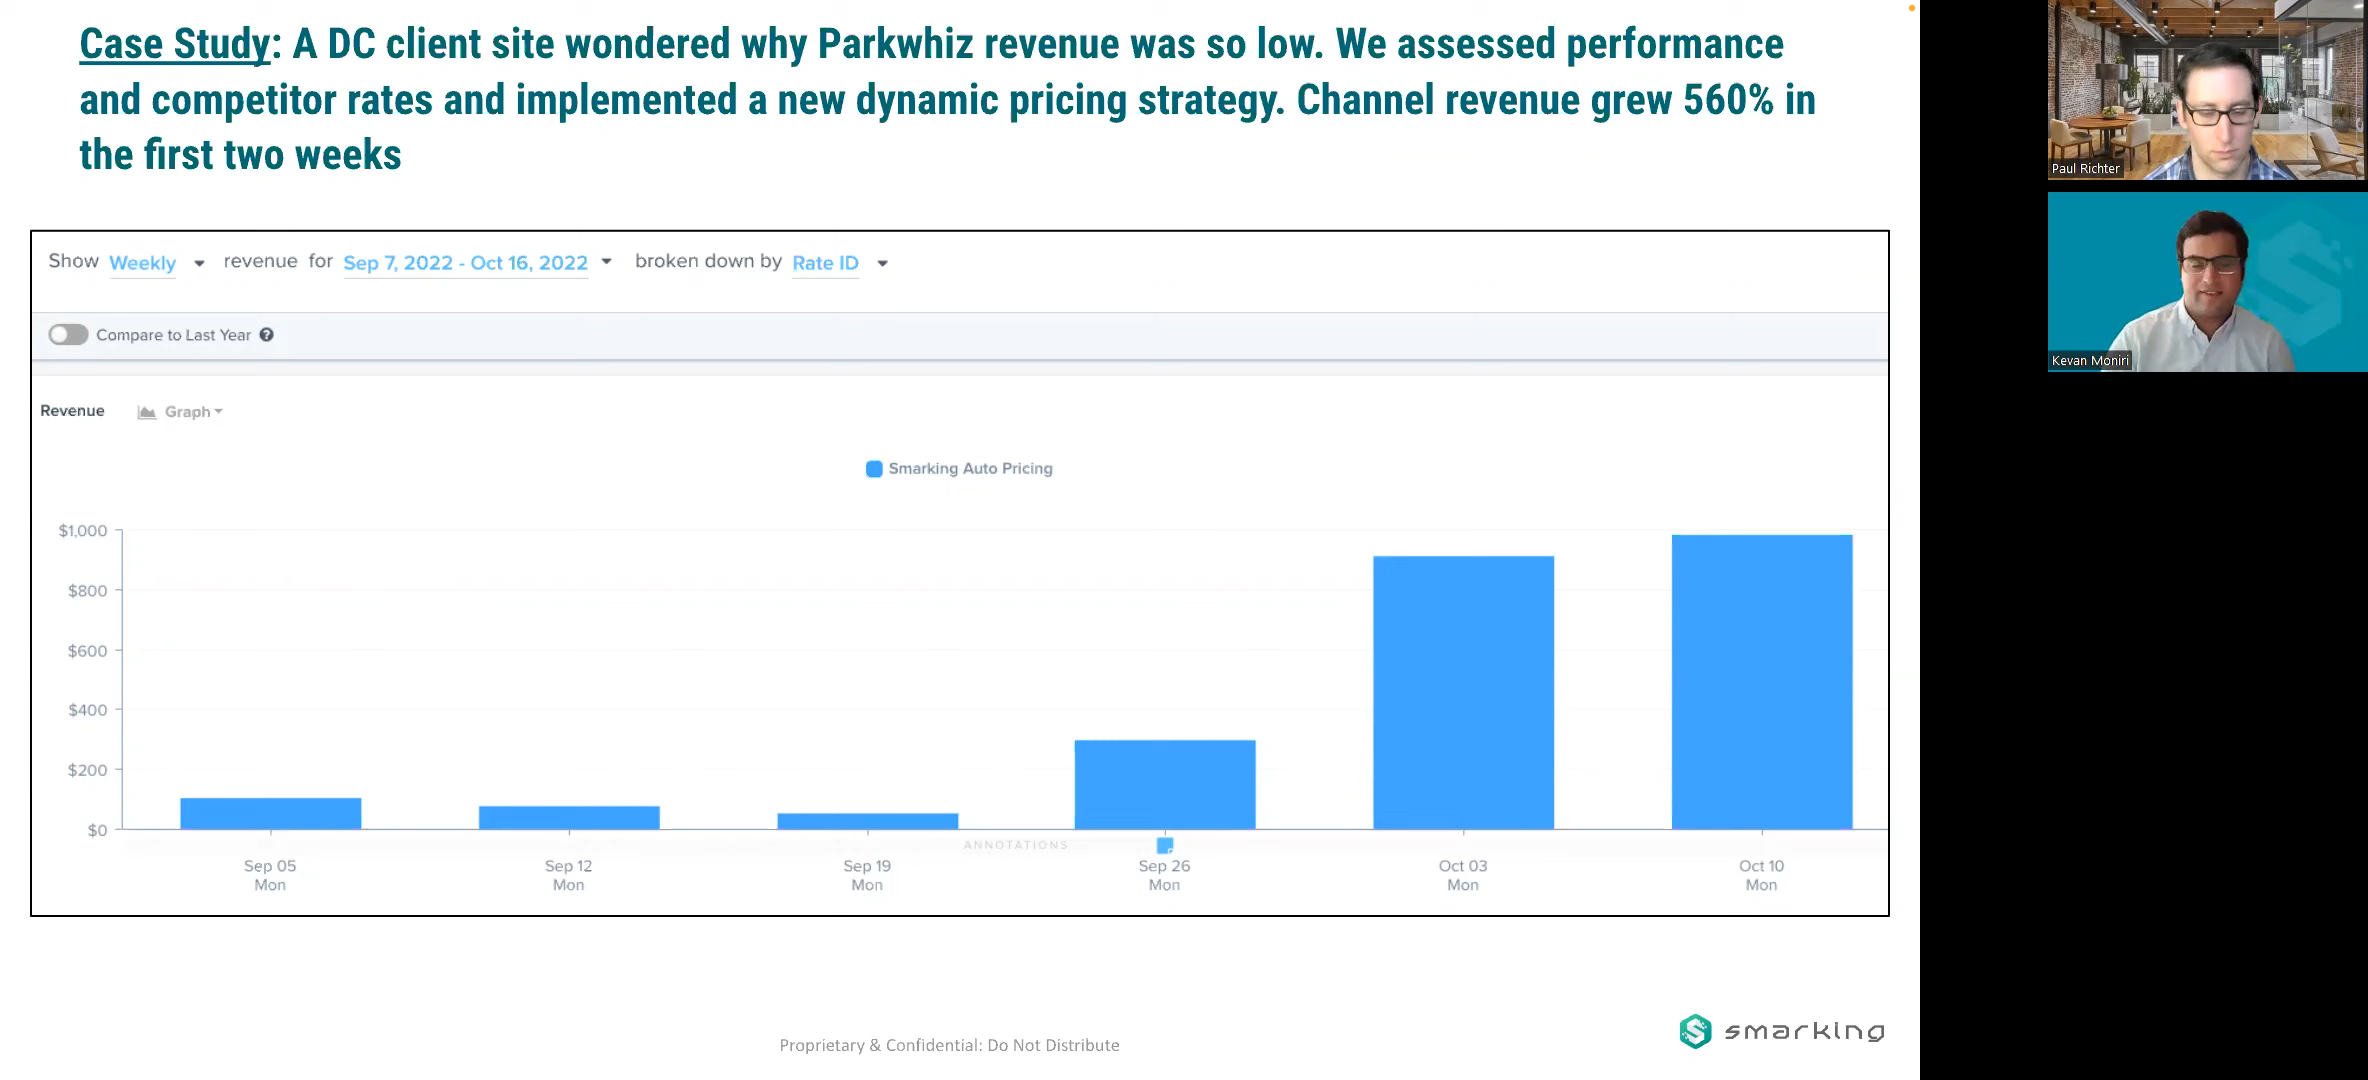 Case Study: A DC client site wondered why Parkwhiz revenue was so low. We assessed performance
and competitor rates and implemented a new dynamic pricing strategy. Channel revenue grew 560% in
the first two weeks
Paul Richter
Kevan Moniri
Show Weekly revenue for Sep 7, 2022 - Oct 16, 2022 broken down by Rate ID
Compare to Last Year ?
Revenue Graph
Smarking Auto Pricing
$1,000
$800
$600
$400
$200
$0
ANNOTATIONS
Sep 05 Sep 12 Sep 19 Sep 26 Oct 03 Oct 10
Mon Mon Mon Mon Mon Mon
smarking
Proprietary & Confidential: Do Not Distribute